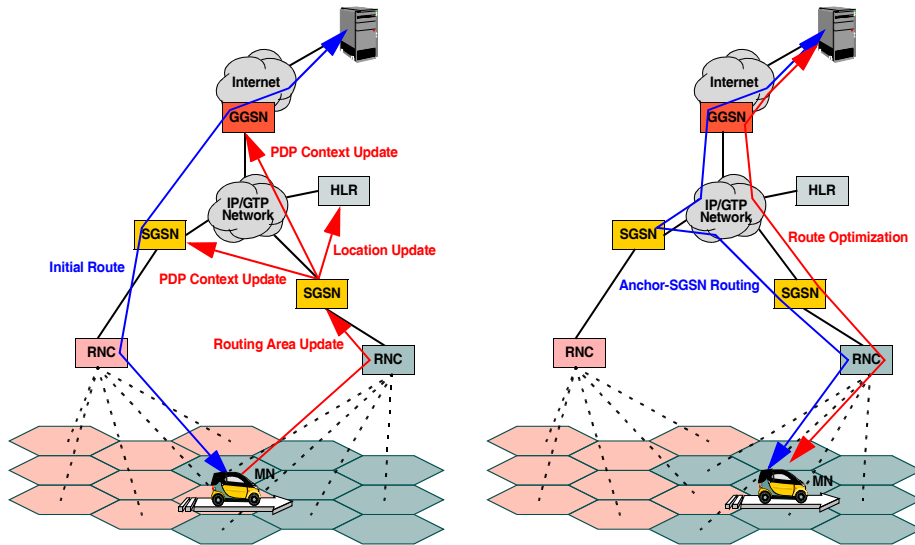 Internet
GGSN
PDP Context Update
HLR
IP/GTP
Network
SGSN
Location Update
Initial Route
PDP Context Update
SGSN
Routing Area Update
RNC
RNC
MN
Internet
GGSN
HLR
IP/GTP
Network
SGSN
Route Optimization
Anchor-SGSN Routing
SGSN
RNC
RNC
MN